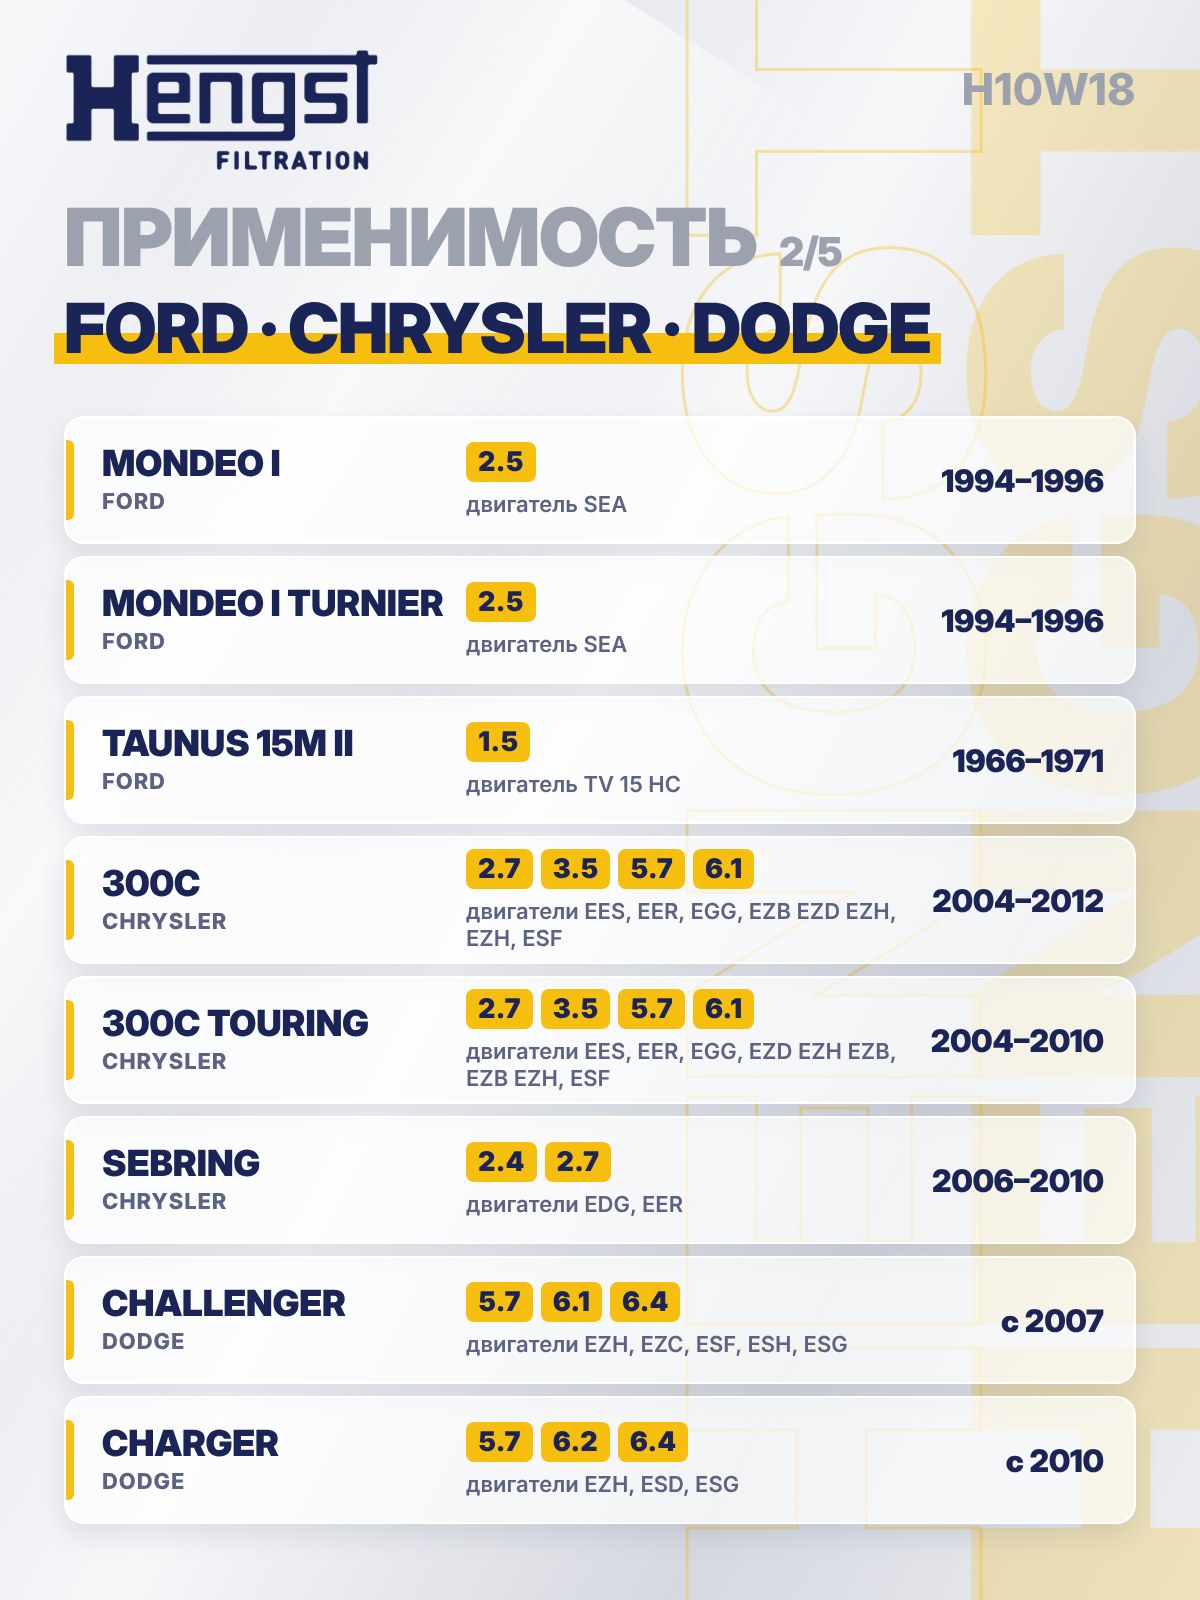 Hengst
FILTRATION
H10W18
ПРИМЕНИМОСТЬ 2/5
FORD · CHRYSLER · DODGE
MONDEO I
FORD
2.5
двигатель SEA
1994–1996
MONDEO I TURNIER
FORD
2.5
двигатель SEA
1994–1996
TAUNUS 15M II
FORD
1.5
двигатель TV 15 HC
1966–1971
300C
CHRYSLER
2.7 3.5 5.7 6.1
двигатели EES, EER, EGG, EZB EZD EZH,
EZH, ESF
2004–2012
300C TOURING
CHRYSLER
2.7 3.5 5.7 6.1
двигатели EES, EER, EGG, EZD EZH EZB,
EZB EZH, ESF
2004–2010
SEBRING
CHRYSLER
2.4 2.7
двигатели EDG, EER
2006–2010
CHALLENGER
DODGE
5.7 6.1 6.4
двигатели EZH, EZC, ESF, ESH, ESG
с 2007
CHARGER
DODGE
5.7 6.2 6.4
двигатели EZH, ESD, ESG
с 2010
HENGST
HENGST